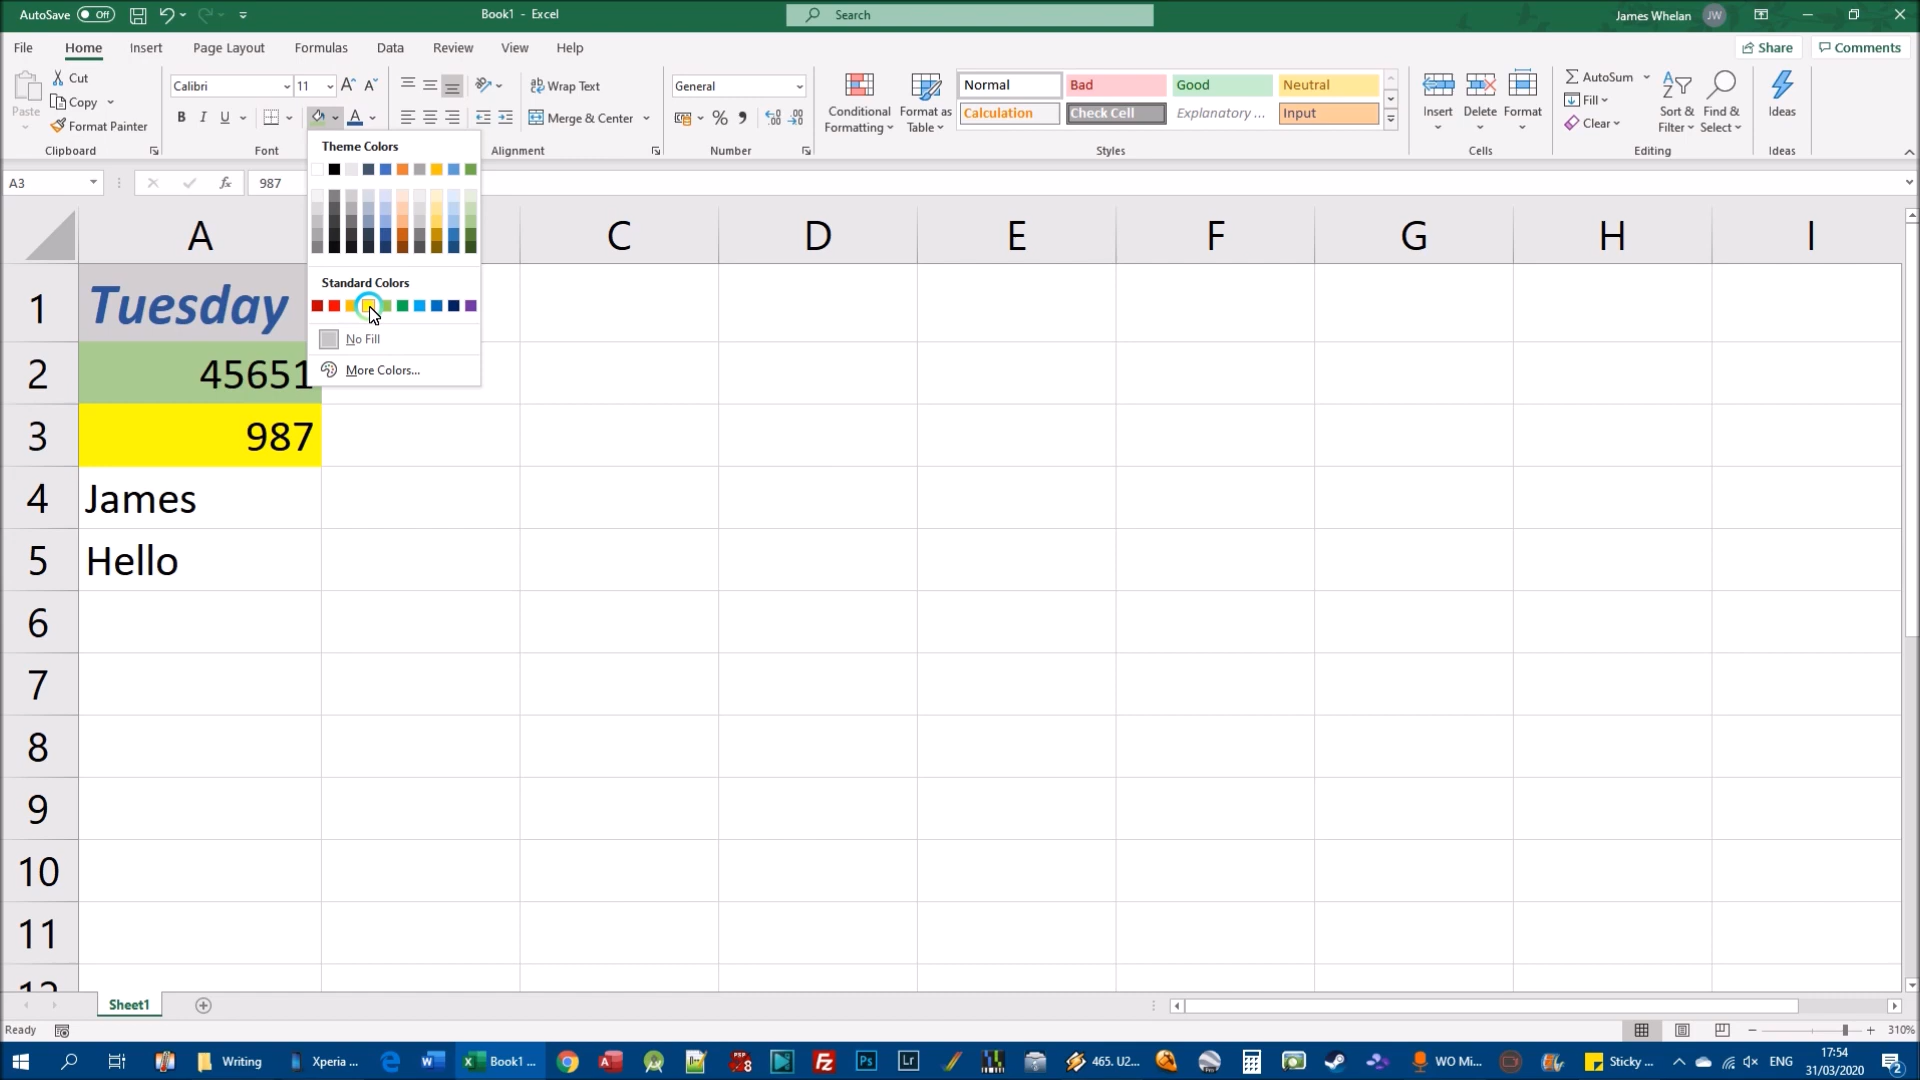 AutoSave Off Book1 - Excel Search James Whelan JW
File Home Insert Page Layout Formulas Data Review View Help Share Comments
Paste Cut Copy Format Painter Clipboard
Calibri 11 A A
B I U A Font
Wrap Text
Merge & Center
Alignment
General
%
Number
Conditional Formatting Format as Table
Normal Bad Good Neutral
Calculation Check Cell Explanatory ... Input
Styles
Insert Delete Format
Cells
AutoSum
Fill
Clear
Sort & Filter Find & Select
Editing
Ideas
Ideas
A3 fx 987
Theme Colors
Standard Colors
No Fill
More Colors...
A C D E F G H I
1 Tuesday
2 45651
3 987
4 James
5 Hello
6
7
8
9
10
11
12
Sheet1
Ready 310%
Writing Xperia ... Book1 ... 465. U2... WO Mi... Sticky ... ENG 17:54
31/03/2020 2